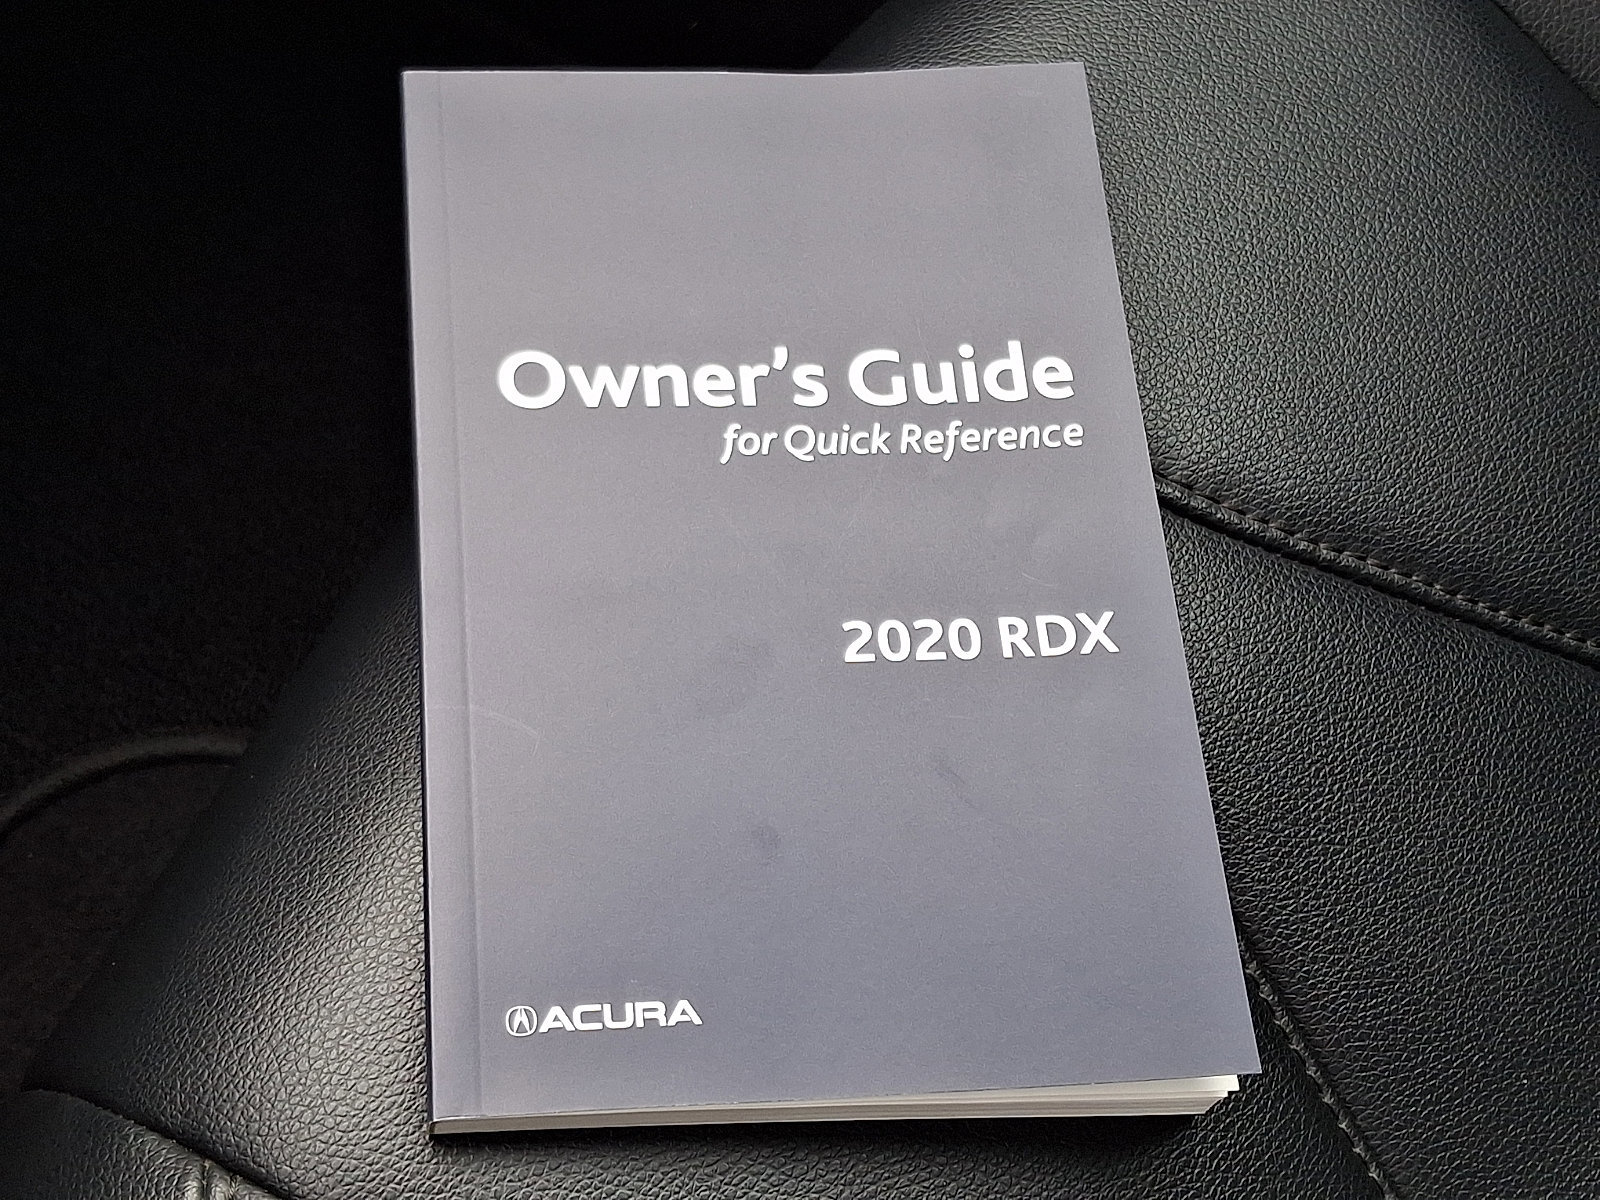 Owner's Guide
for Quick Reference
2020 RDX
ACURA